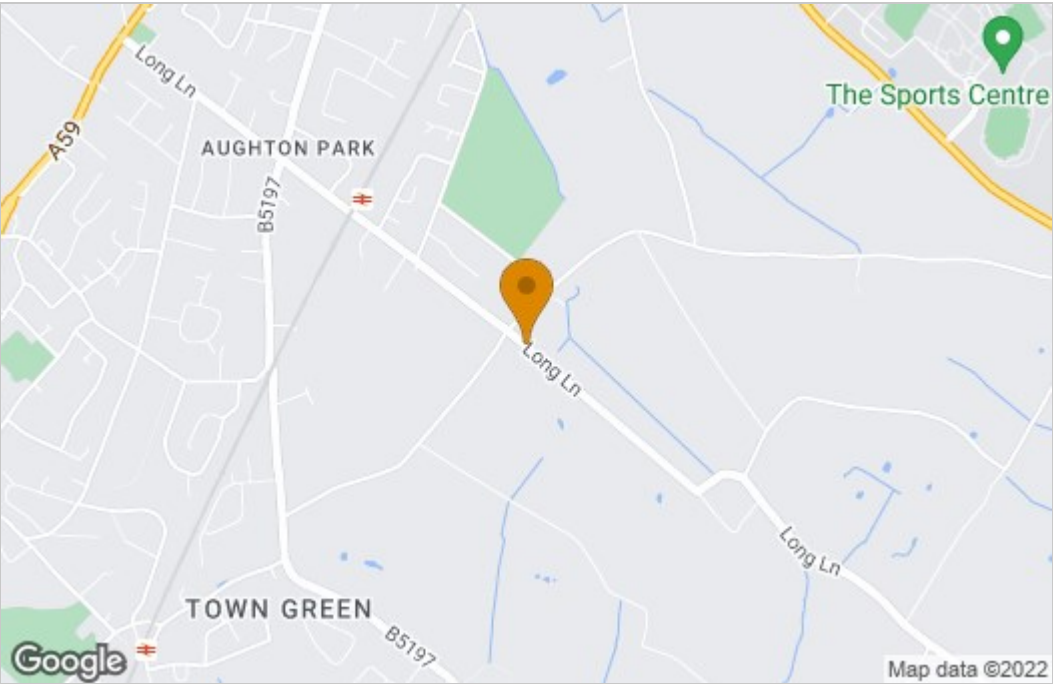 Long Ln
The Sports Centre
A59
AUGHTON PARK
B5197
Long Ln
Long Ln
TOWN GREEN
B5197
Google
Map data ©2022